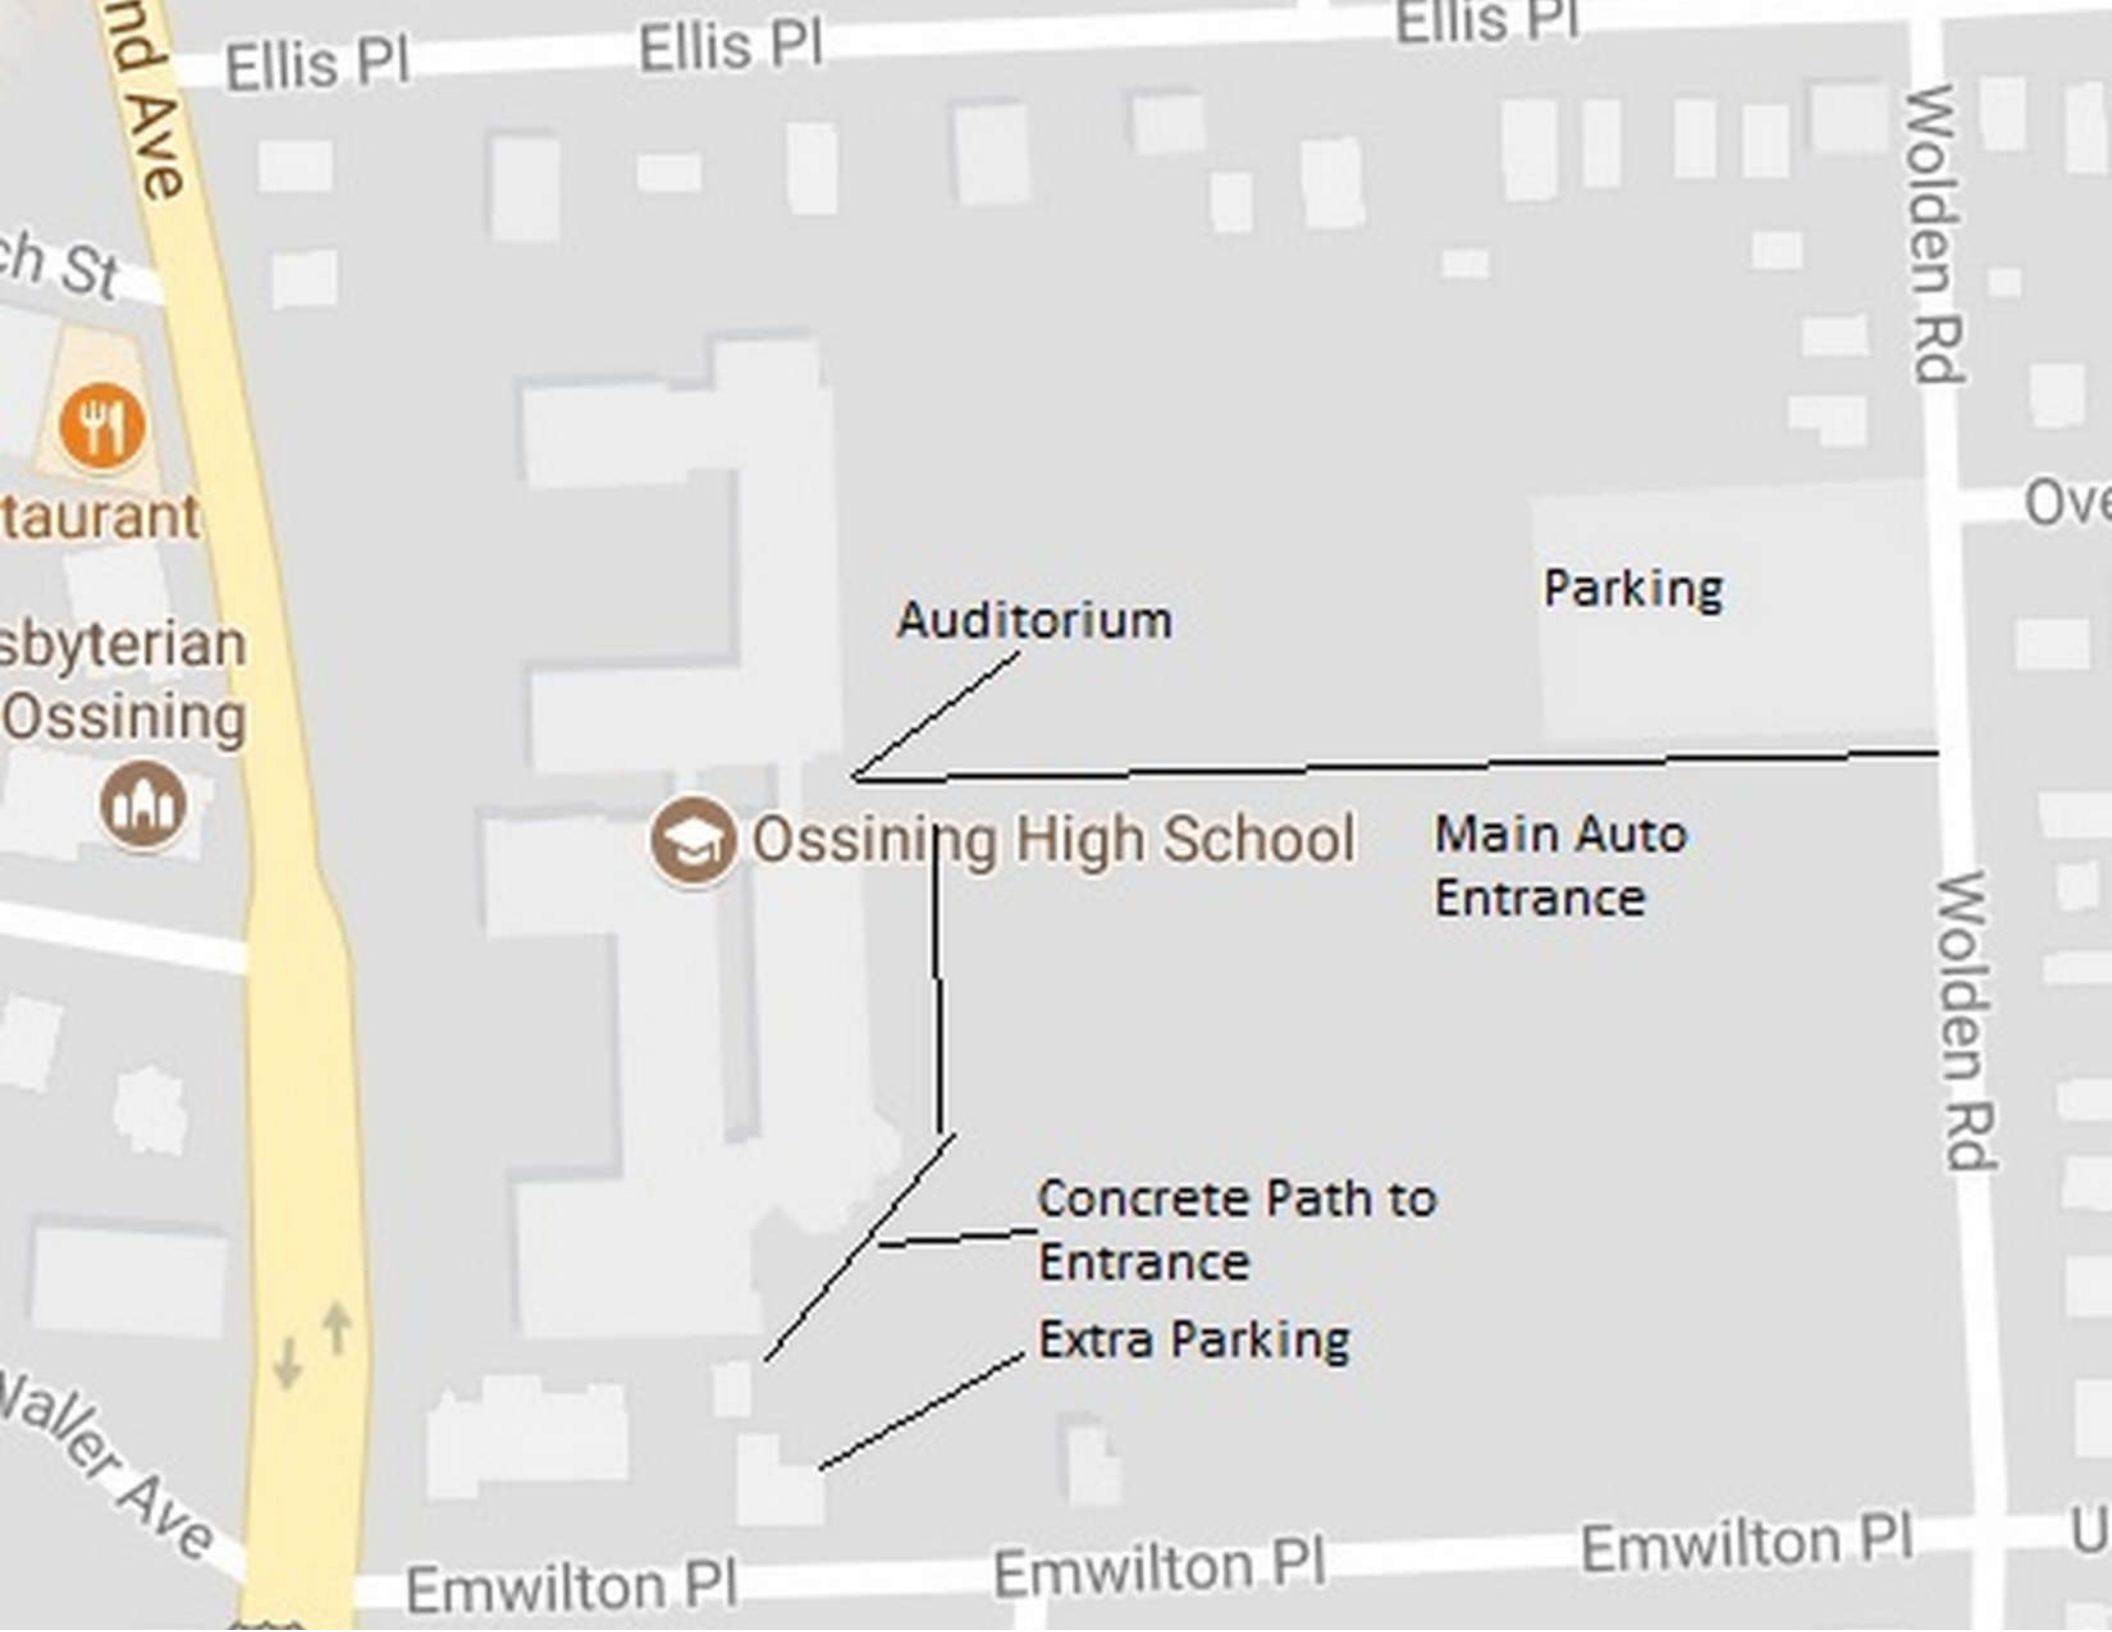 Ellis Pl
Ellis Pl
Ellis Pl
nd Ave
ch St
Wolden Rd
taurant
Ove
Parking
Auditorium
sbyterian
Ossining
Ossining High School
Main Auto
Entrance
Wolden Rd
Concrete Path to
Entrance
Extra Parking
Waller Ave
Emwilton Pl
Emwilton Pl
Emwilton Pl
U